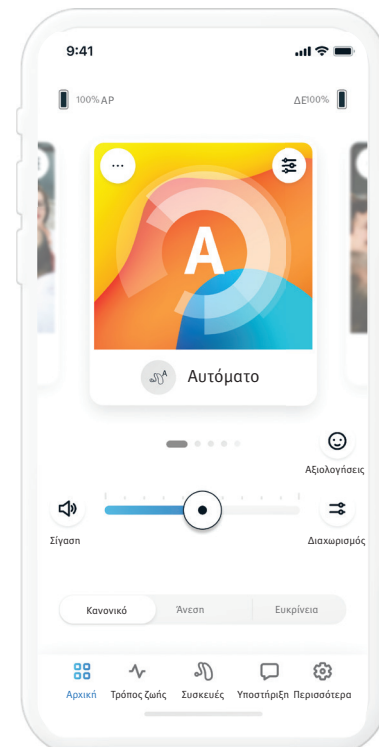 9:41
100% ΑΡ ΔΕ100%
...
A
A Αυτόματο
Αξιολογήσεις
Σίγαση Διαχωρισμός
Κανονικό Άνεση Ευκρίνεια
Αρχική Τρόπος ζωής Συσκευές Υποστήριξη Περισσότερα